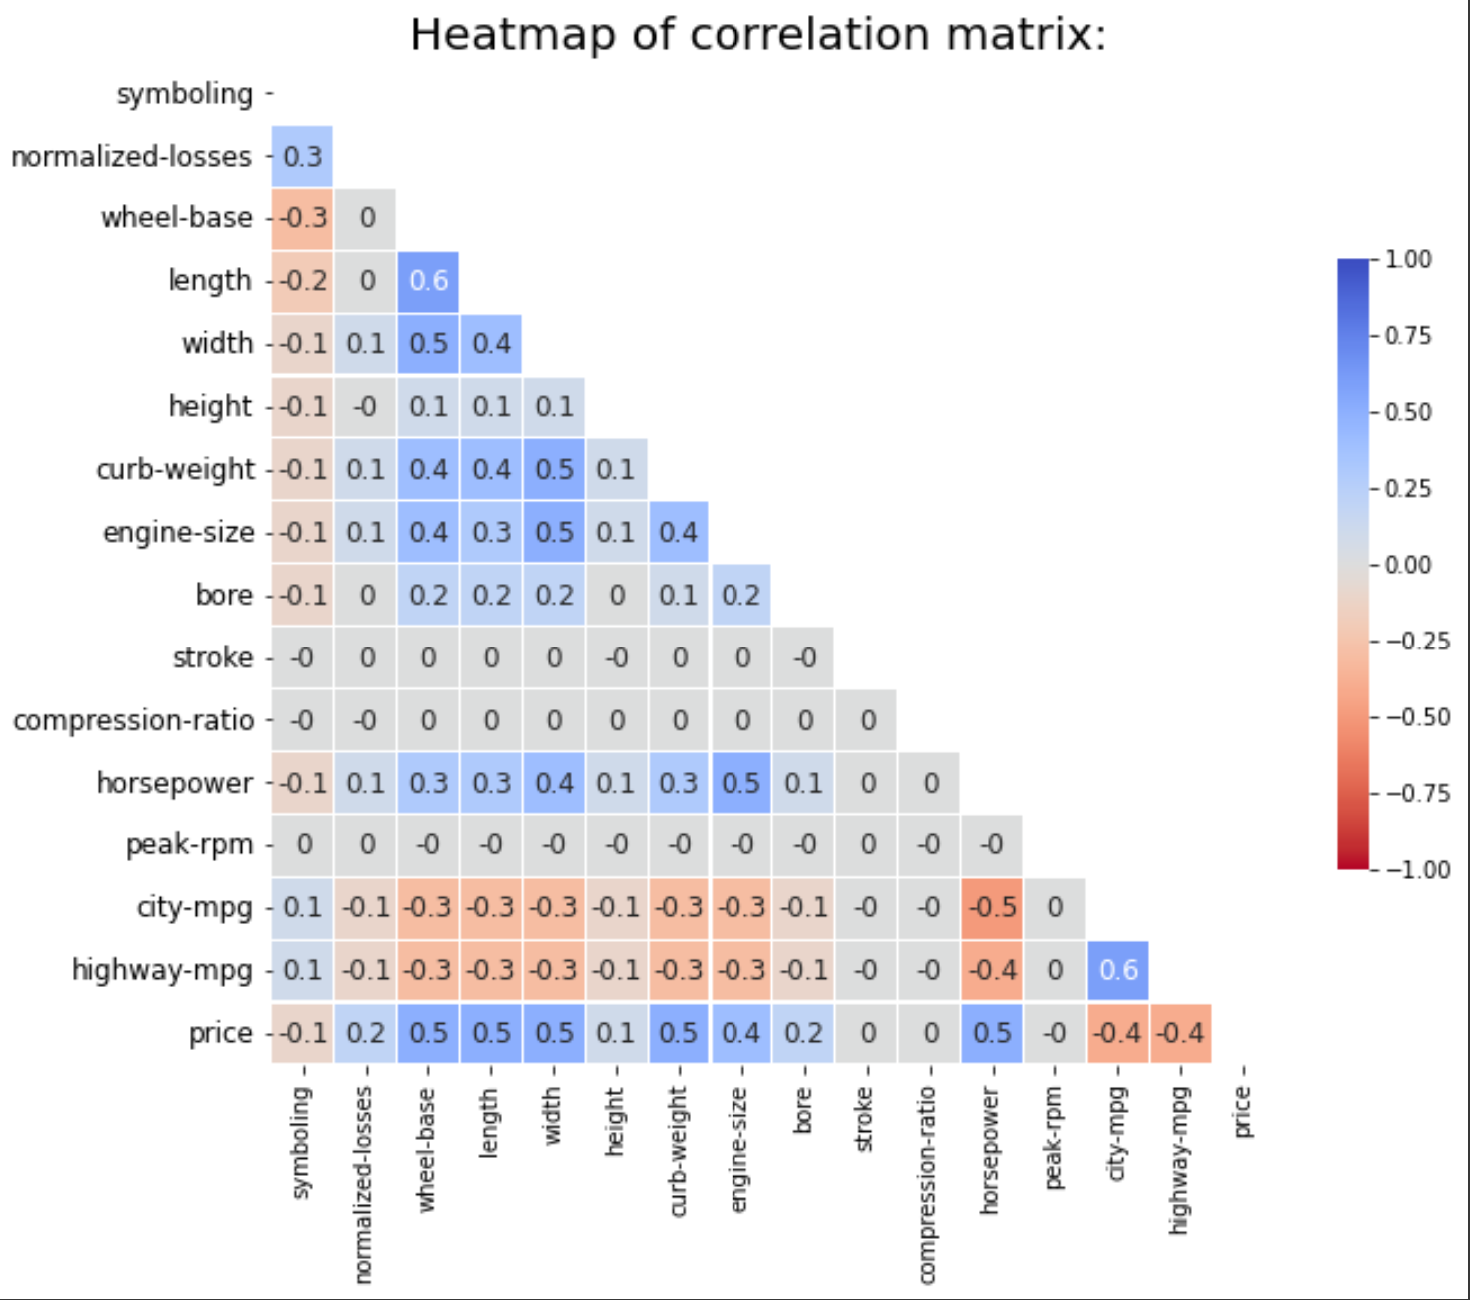 Heatmap of correlation matrix:
symboling
normalized-losses 0.3
wheel-base -0.3 0
length -0.2 0 0.6
width -0.1 0.1 0.5 0.4
height -0.1 -0 0.1 0.1 0.1
curb-weight -0.1 0.1 0.4 0.4 0.5 0.1
engine-size -0.1 0.1 0.4 0.3 0.5 0.1 0.4
bore -0.1 0 0.2 0.2 0.2 0 0.1 0.2
stroke -0 0 0 0 0 -0 0 0 -0
compression-ratio -0 -0 0 0 0 0 0 0 0 0
horsepower -0.1 0.1 0.3 0.3 0.4 0.1 0.3 0.5 0.1 0 0
peak-rpm 0 0 -0 -0 -0 -0 -0 -0 -0 0 -0 -0
city-mpg 0.1 -0.1 -0.3 -0.3 -0.3 -0.1 -0.3 -0.3 -0.1 -0 -0 -0.5 0
highway-mpg 0.1 -0.1 -0.3 -0.3 -0.3 -0.1 -0.3 -0.3 -0.1 -0 -0 -0.4 0 0.6
price -0.1 0.2 0.5 0.5 0.5 0.1 0.5 0.4 0.2 0 0 0.5 -0 -0.4 -0.4
symboling
normalized-losses
wheel-base
length
width
height
curb-weight
engine-size
bore
stroke
compression-ratio
horsepower
peak-rpm
city-mpg
highway-mpg
price
1.00
0.75
0.50
0.25
0.00
−0.25
−0.50
−0.75
−1.00